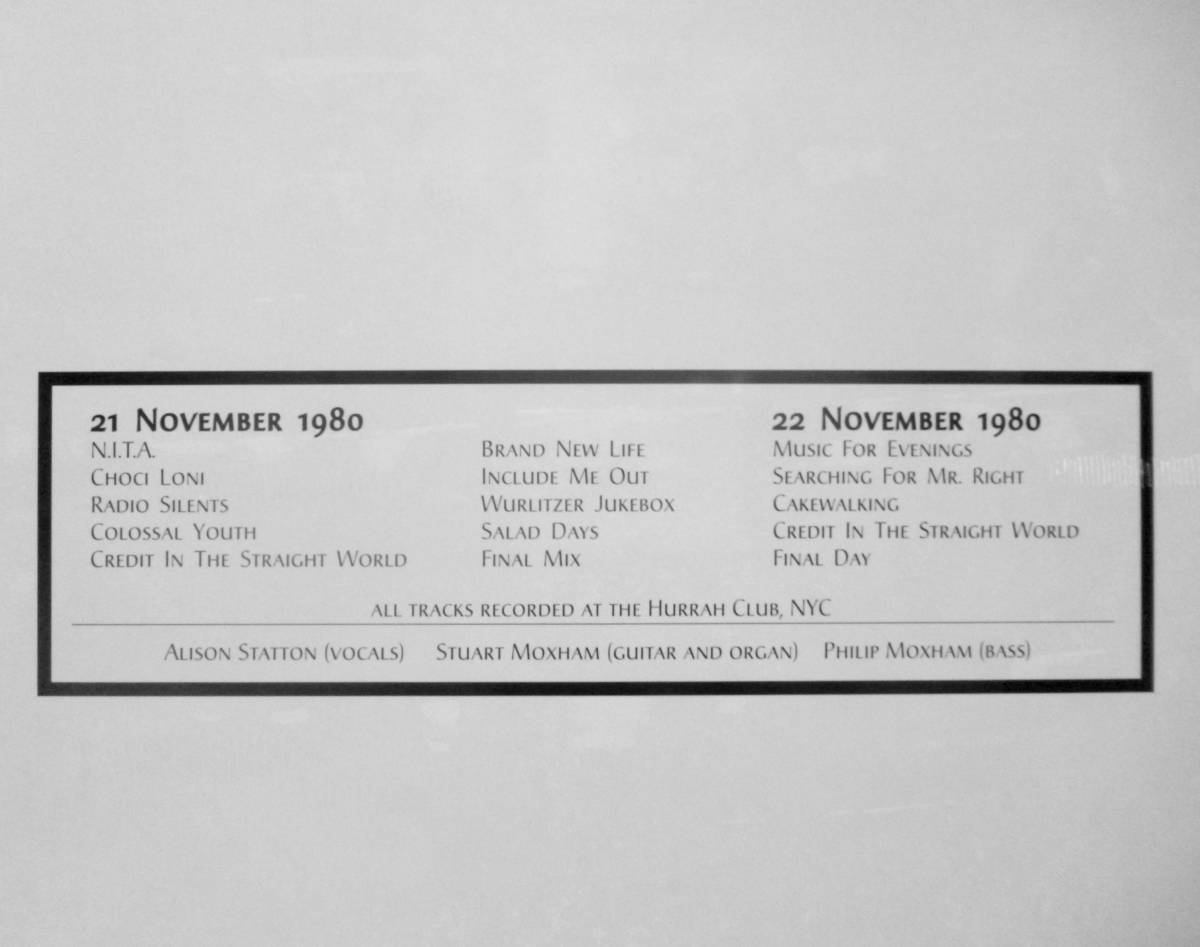 21 November 1980
N.I.T.A.
Choci Loni
Radio Silents
Colossal Youth
Credit In The Straight World
Brand New Life
Include Me Out
Wurlitzer Jukebox
Salad Days
Final Mix
22 November 1980
Music For Evenings
Searching For Mr. Right
Cakewalking
Credit In The Straight World
Final Day
all tracks recorded at the Hurrah Club, NYC
Alison Statton (vocals) Stuart Moxham (guitar and organ) Philip Moxham (bass)